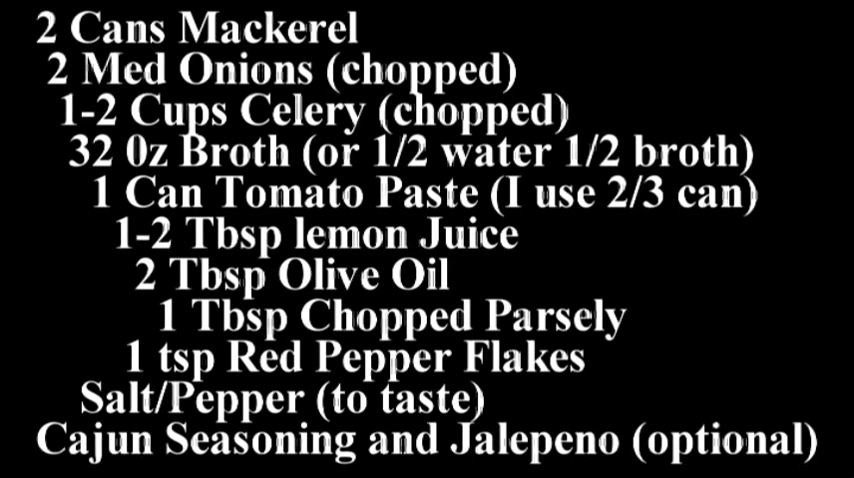 2 Cans Mackerel
2 Med Onions (chopped)
1-2 Cups Celery (chopped)
32 0z Broth (or 1/2 water 1/2 broth)
1 Can Tomato Paste (I use 2/3 can)
1-2 Tbsp lemon Juice
2 Tbsp Olive Oil
1 Tbsp Chopped Parsely
1 tsp Red Pepper Flakes
Salt/Pepper (to taste)
Cajun Seasoning and Jalepeno (optional)